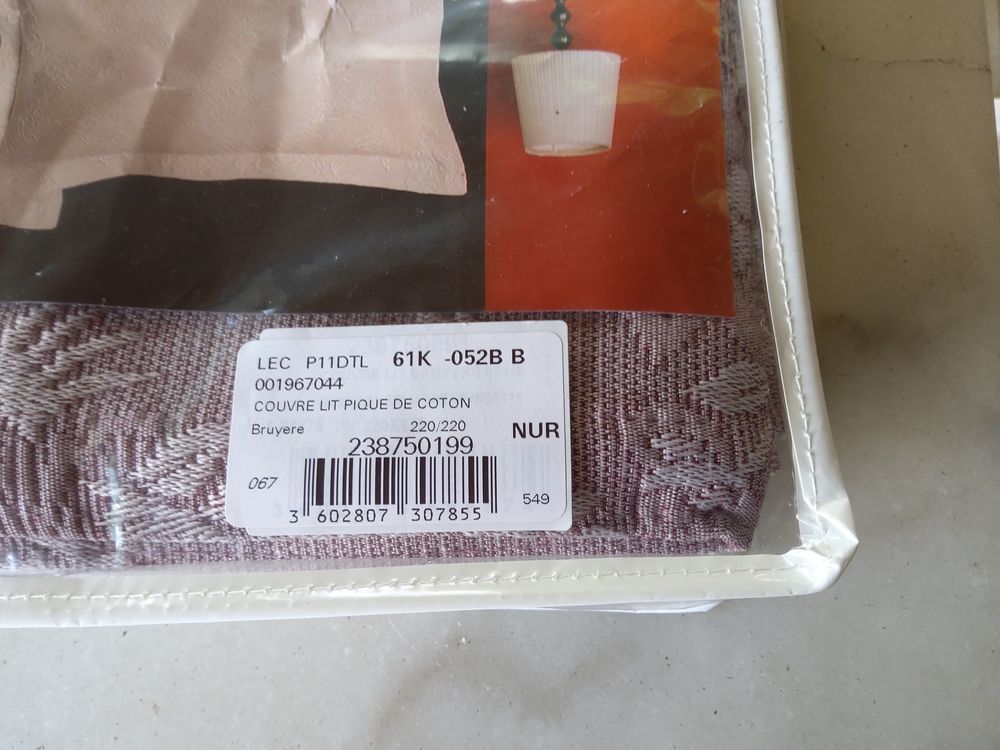 LEC P11DTL 61K -052B B
001967044
COUVRE LIT PIQUE DE COTON
Bruyere 220/220 NUR
238750199
067
549
3 602807 307855